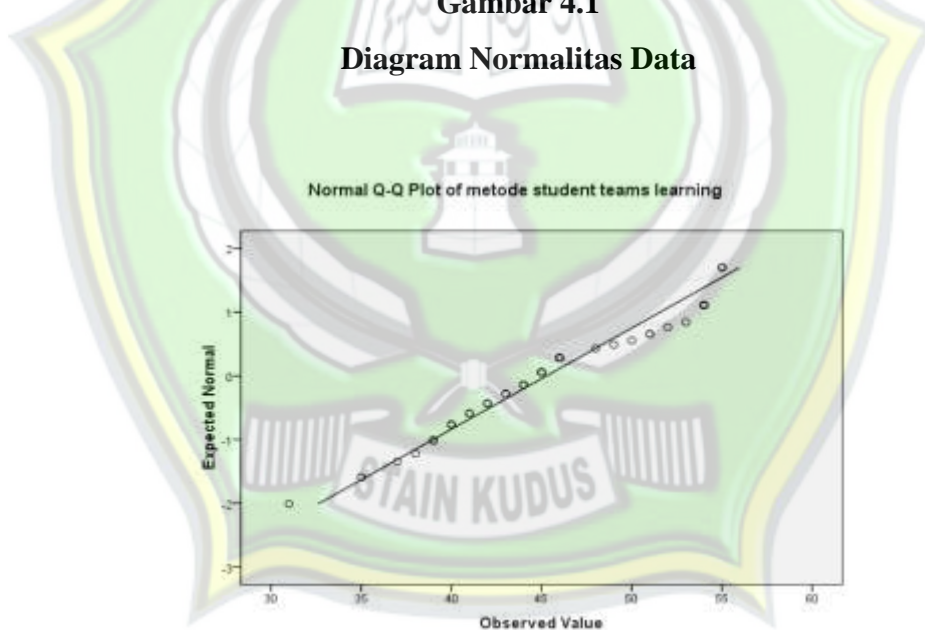 Gambar 4.1
Diagram Normalitas Data
Normal Q-Q Plot of metode student teams learning
Expected Normal
2
1
0
-1
-2
-3
STAIN KUDUS
30 35 40 45 50 55 60
Observed Value